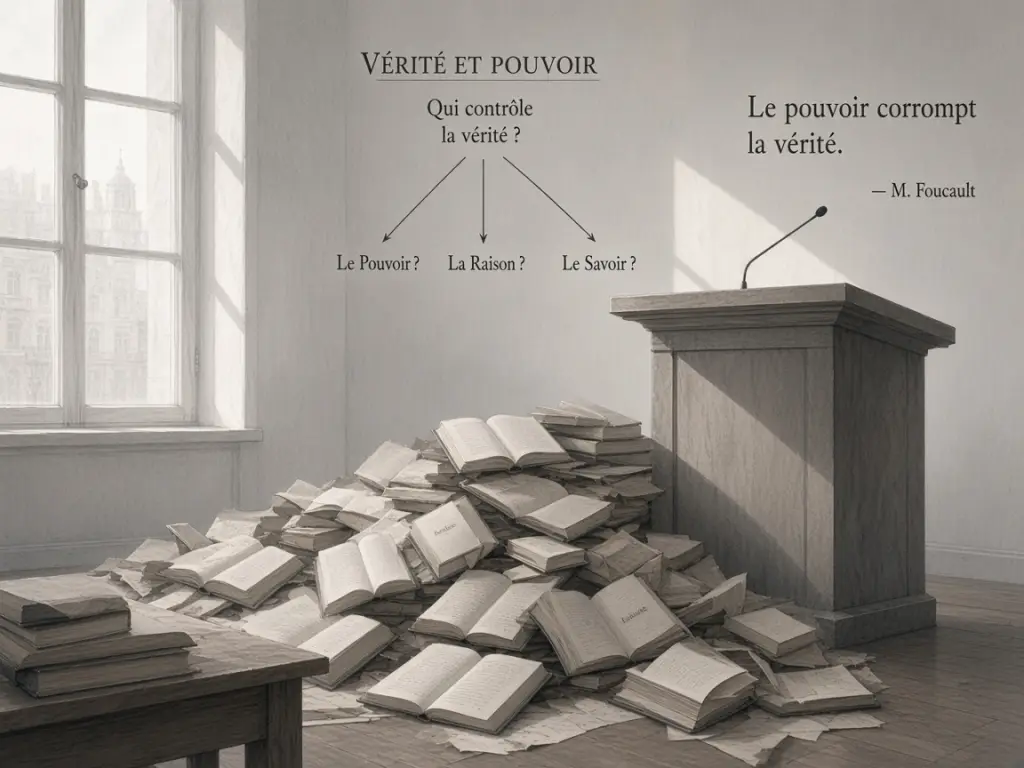 VÉRITÉ ET POUVOIR
Qui contrôle
la vérité ?
Le Pouvoir ? La Raison ? Le Savoir ?
Le pouvoir corrompt
la vérité.
— M. Foucault